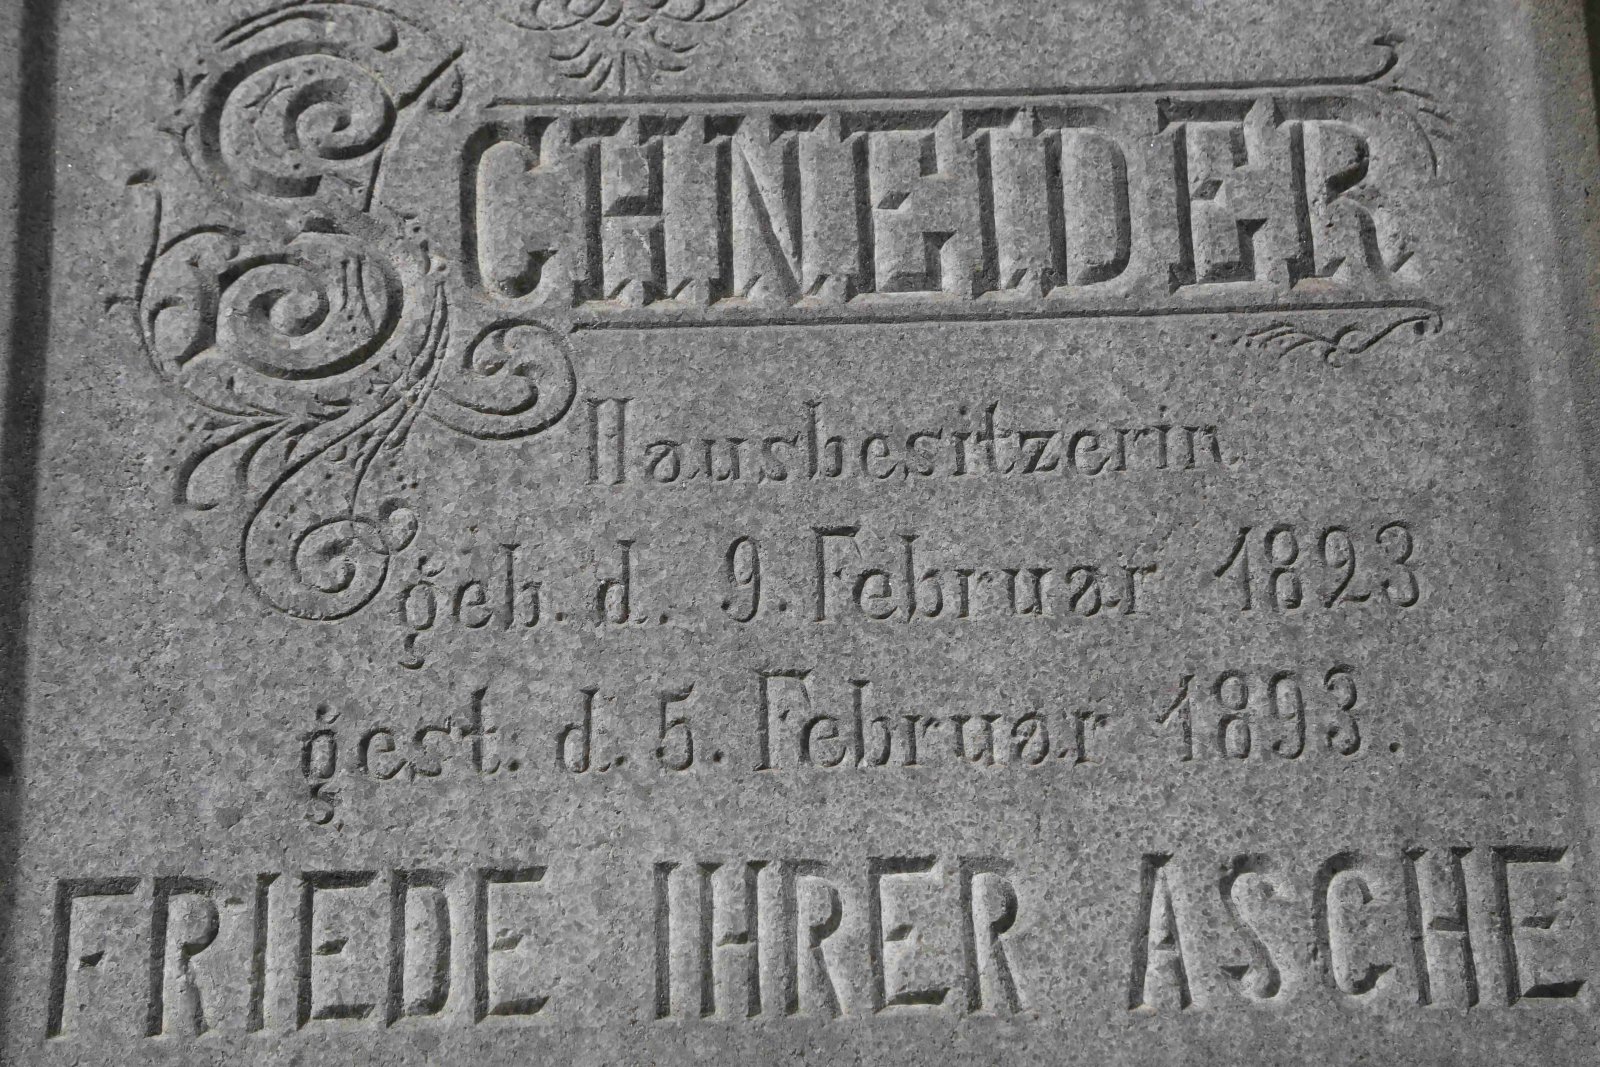 SCHNEIDER
Hausbesitzerin
geb. d. 9. Februar 1823
gest. d. 5. Februar 1893.
FRIEDE IHRER ASCHE